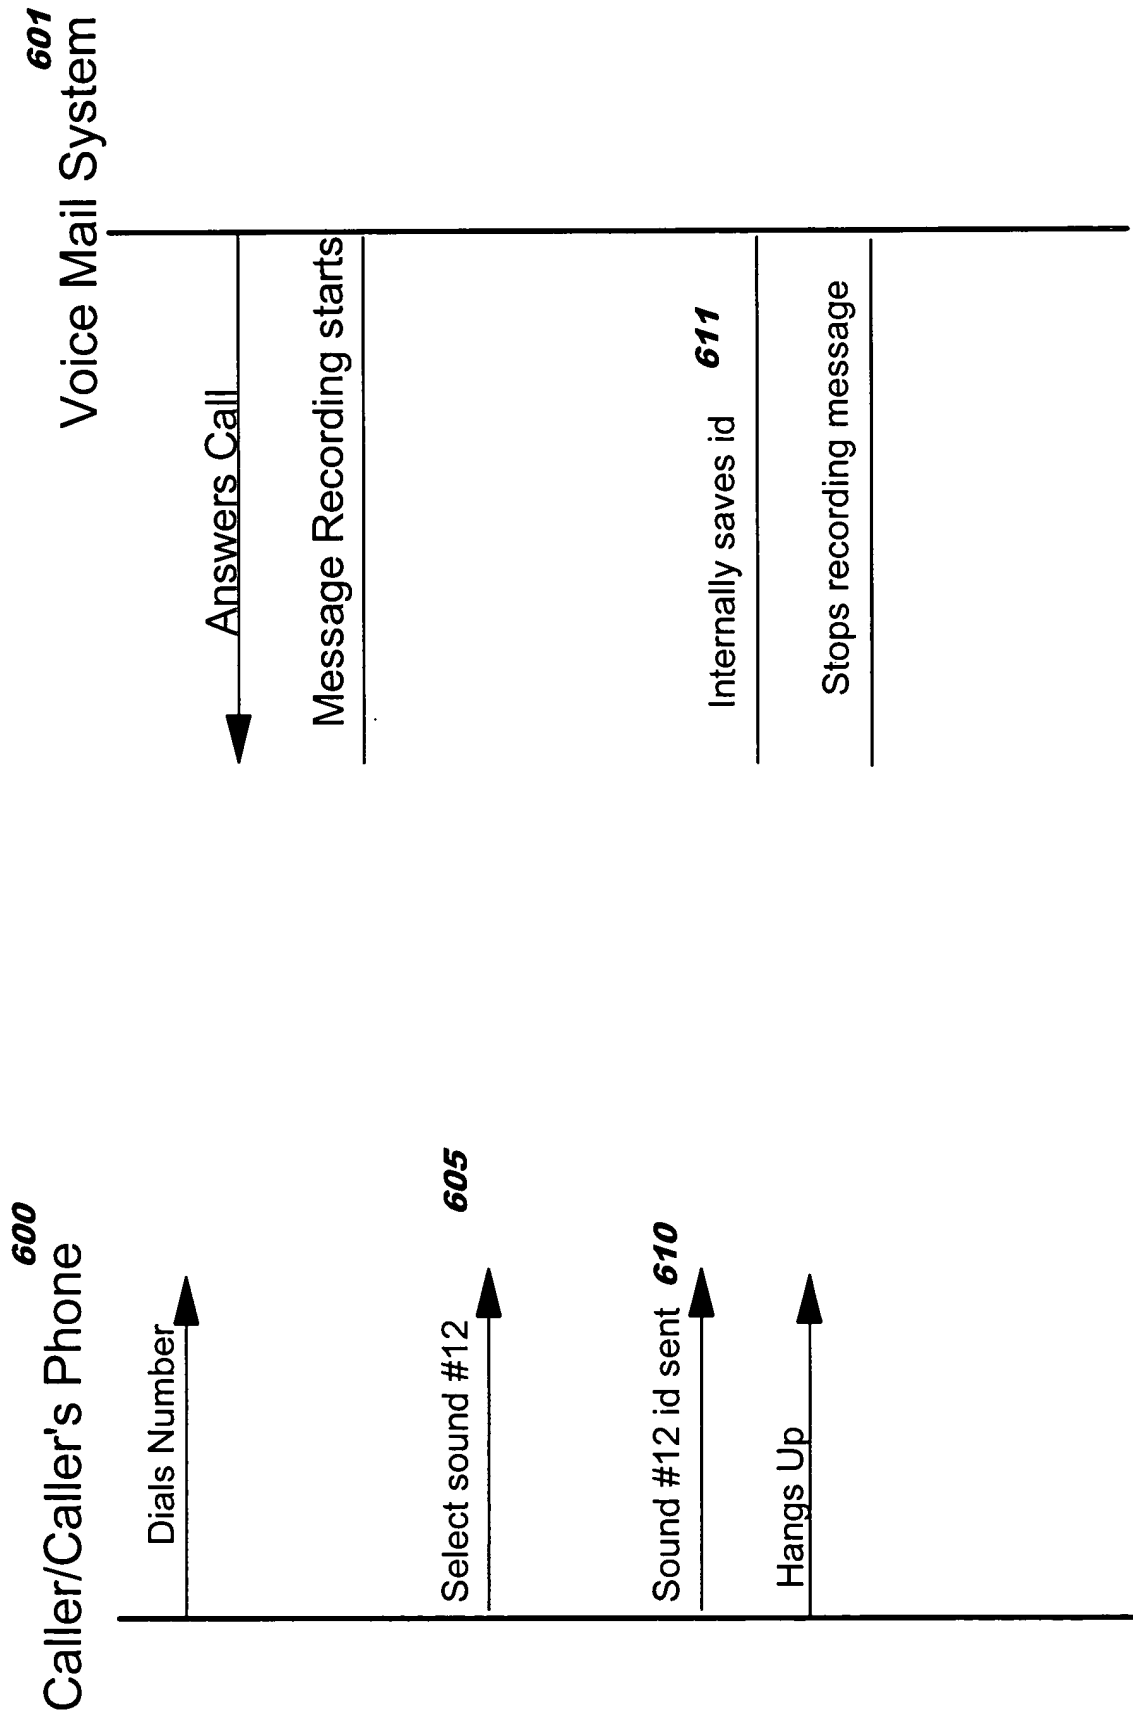 600
Caller/Caller's Phone
601
Voice Mail System
Dials Number
Answers Call
Message Recording starts
Select sound #12 605
Sound #12 id sent 610
Internally saves id 611
Hangs Up
Stops recording message